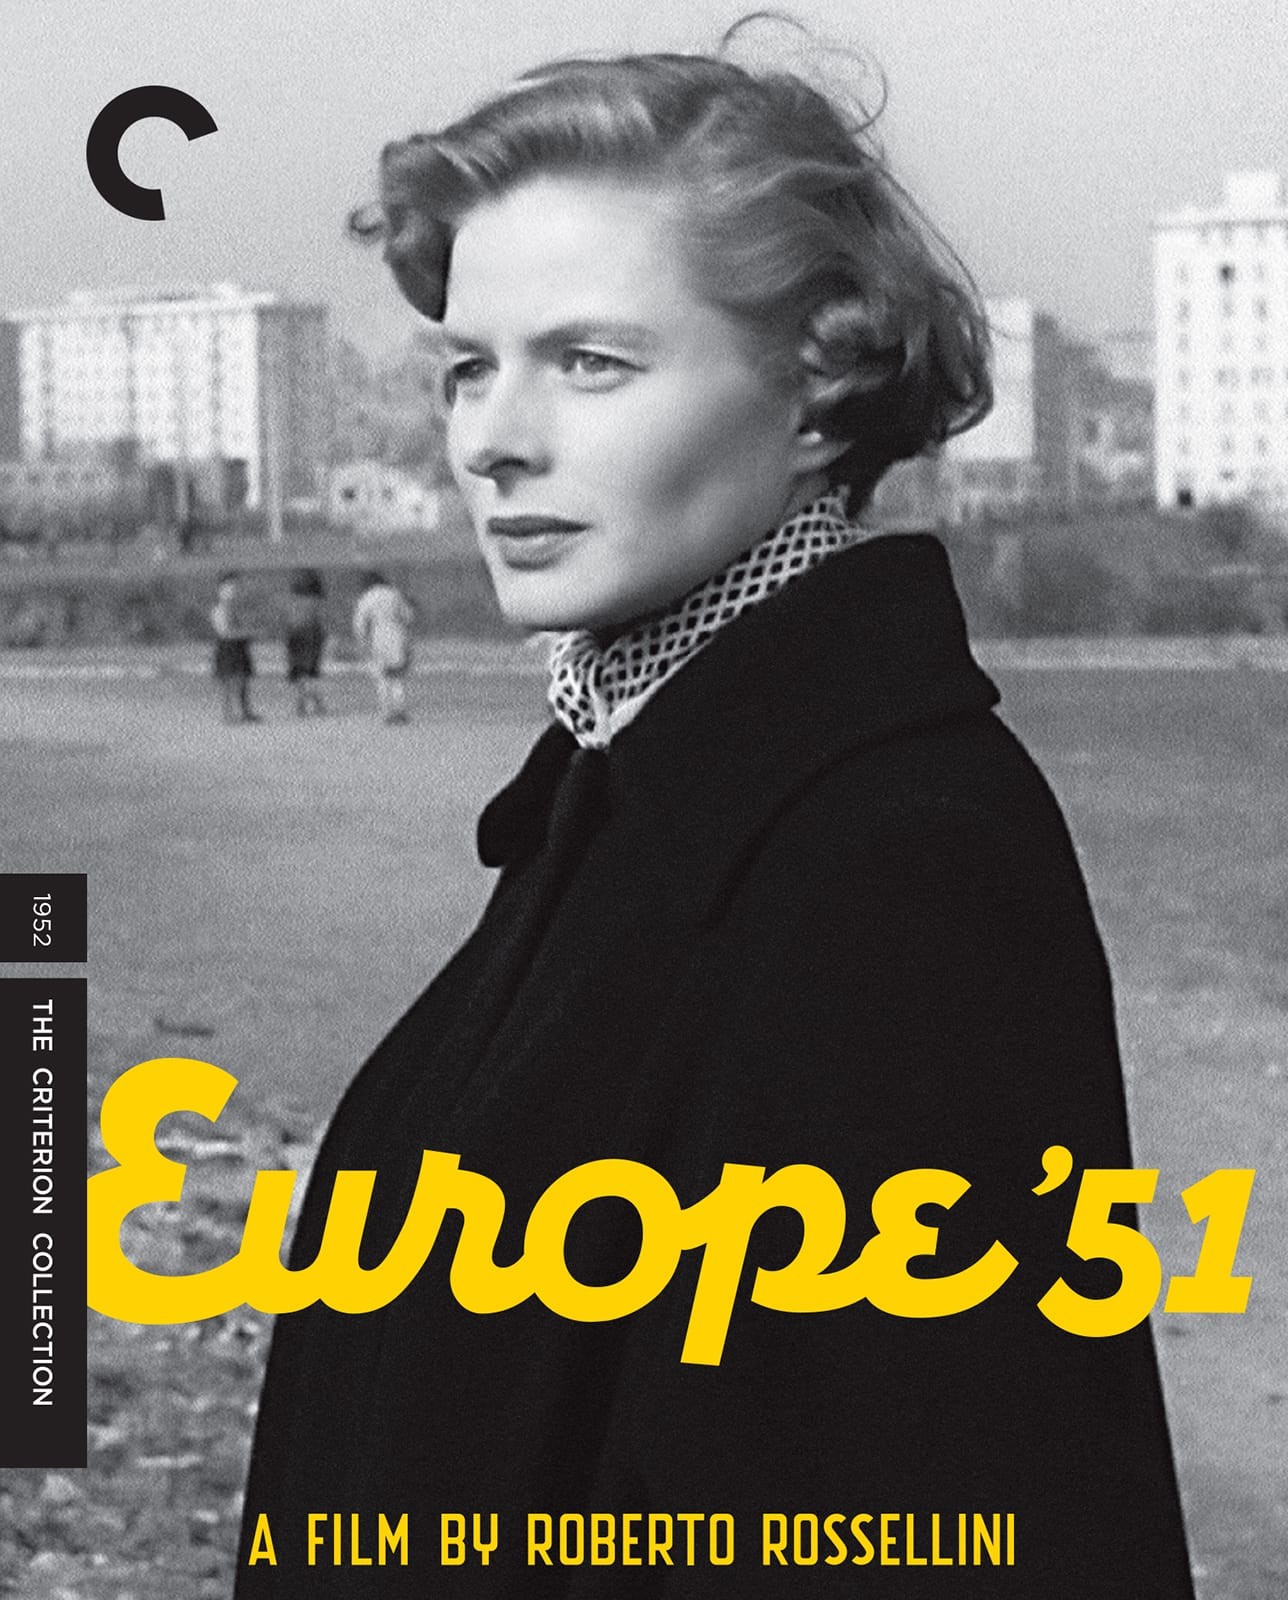 1952
THE CRITERION COLLECTION
Europe '51
A FILM BY ROBERTO ROSSELLINI